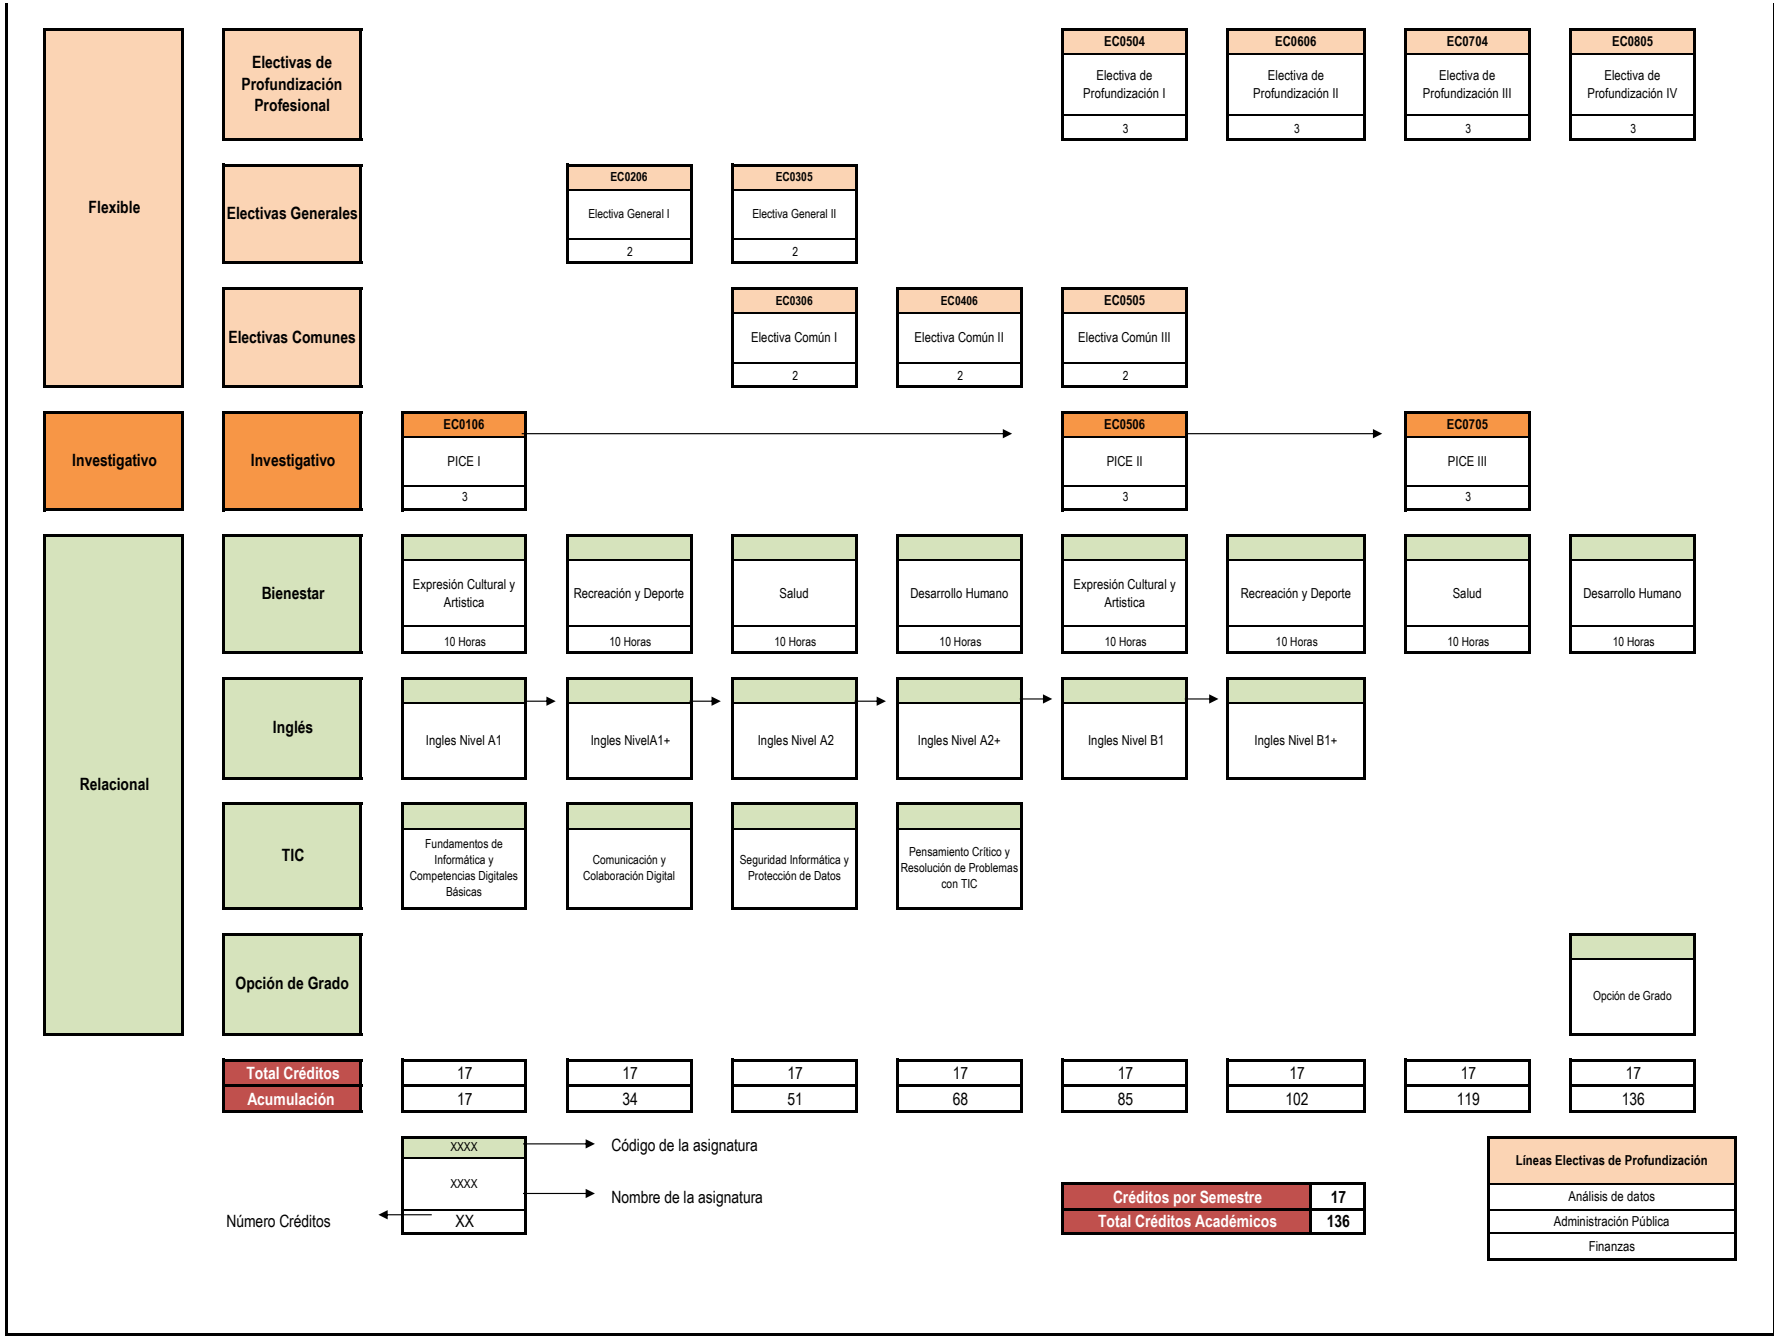 EC0504
EC0606
EC0704
EC0805
Electivas de
Profundización
Profesional
Electiva de
Profundización I
Electiva de
Profundización II
Electiva de
Profundización III
Electiva de
Profundización IV
3
3
3
3
Flexible
EC0206
EC0305
Electivas Generales
Electiva General I
Electiva General II
2
2
EC0306
EC0406
EC0505
Electivas Comunes
Electiva Común I
Electiva Común II
Electiva Común III
2
2
2
Investigativo
Investigativo
EC0106
EC0506
EC0705
PICE I
PICE II
PICE III
3
3
3
Relacional
Bienestar
Expresión Cultural y
Artistica
Recreación y Deporte
Salud
Desarrollo Humano
Expresión Cultural y
Artistica
Recreación y Deporte
Salud
Desarrollo Humano
10 Horas
10 Horas
10 Horas
10 Horas
10 Horas
10 Horas
10 Horas
10 Horas
Inglés
Ingles Nivel A1
Ingles NivelA1+
Ingles Nivel A2
Ingles Nivel A2+
Ingles Nivel B1
Ingles Nivel B1+
TIC
Fundamentos de
Informática y
Competencias Digitales
Básicas
Comunicación y
Colaboración Digital
Seguridad Informática y
Protección de Datos
Pensamiento Crítico y
Resolución de Problemas
con TIC
Opción de Grado
Opción de Grado
Total Créditos
17
17
17
17
17
17
17
17
Acumulación
17
34
51
68
85
102
119
136
XXXX
Código de la asignatura
XXXX
Nombre de la asignatura
Número Créditos
XX
Créditos por Semestre
17
Total Créditos Académicos
136
Líneas Electivas de Profundización
Análisis de datos
Administración Pública
Finanzas